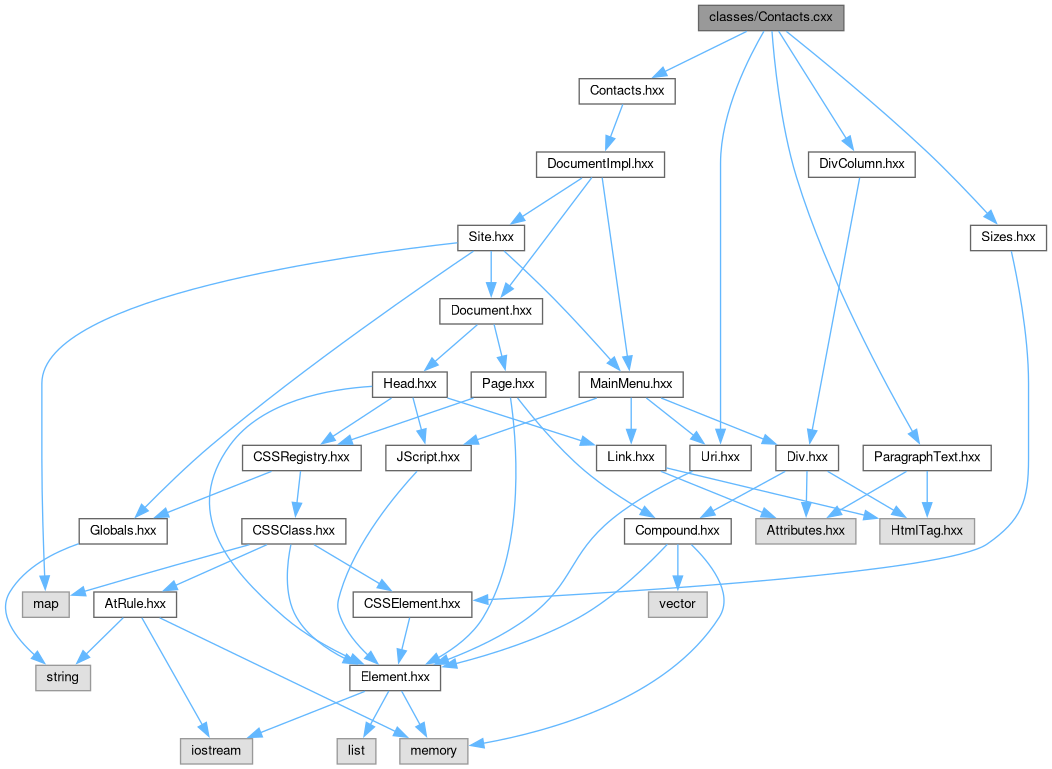 classes/Contacts.cxx
Contacts.hxx
DocumentImpl.hxx
DivColumn.hxx
Site.hxx
Sizes.hxx
Document.hxx
Head.hxx
Page.hxx
MainMenu.hxx
CSSRegistry.hxx
JScript.hxx
Link.hxx
Uri.hxx
Div.hxx
ParagraphText.hxx
Globals.hxx
CSSClass.hxx
Compound.hxx
Attributes.hxx
HtmlTag.hxx
map
AtRule.hxx
CSSElement.hxx
vector
string
Element.hxx
iostream
list
memory